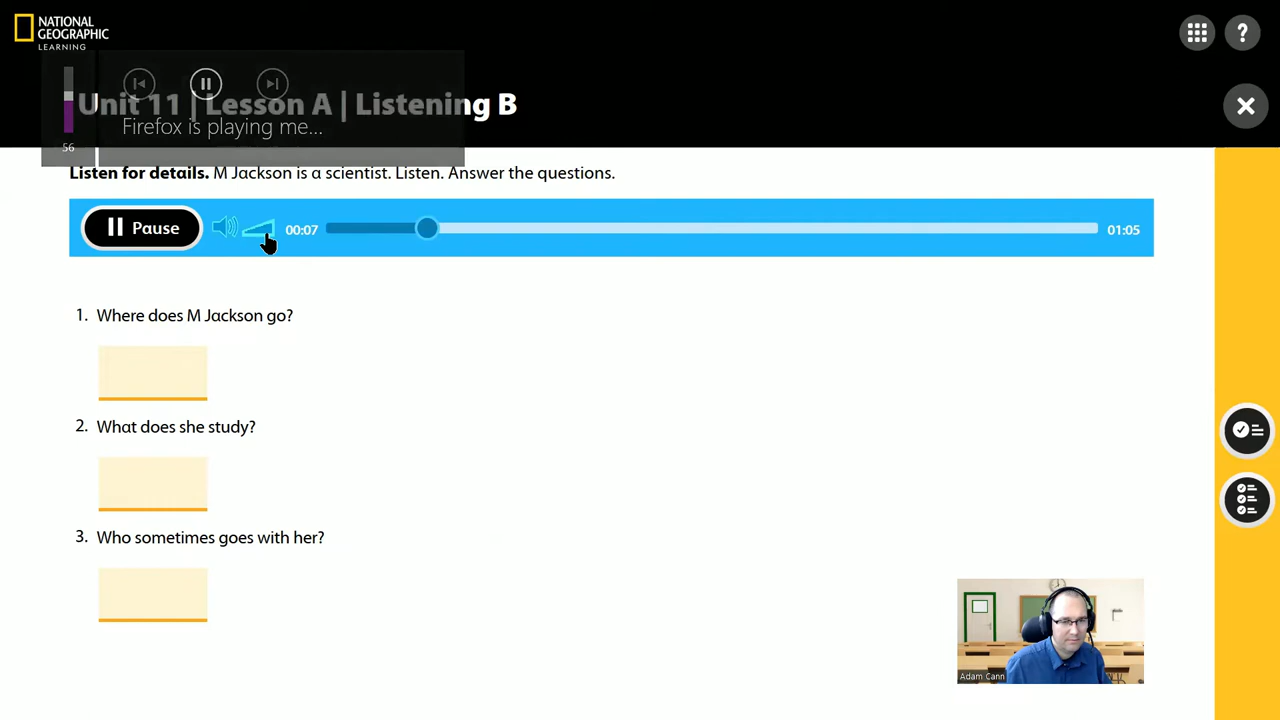 NATIONAL
GEOGRAPHIC
LEARNING
?
Unit 11 | Lesson A | Listening B
Firefox is playing me...
56
Listen for details. M Jackson is a scientist. Listen. Answer the questions.
Pause
00:07
01:05
1. Where does M Jackson go?
2. What does she study?
3. Who sometimes goes with her?
Adam Cann